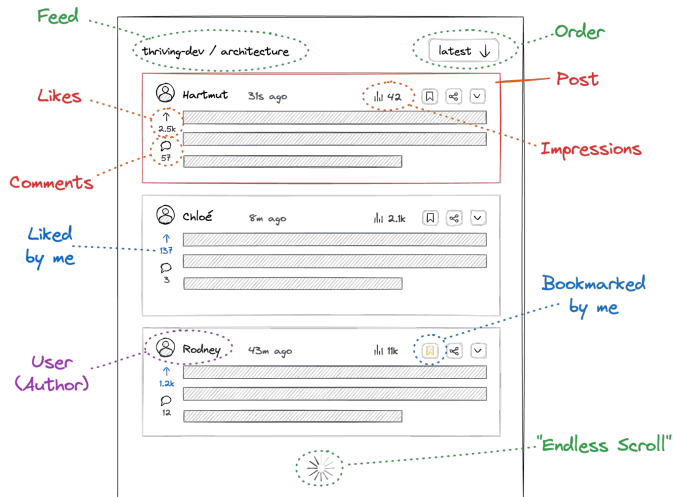 Feed
thriving-dev / architecture
latest ↓
Order
Post
Hartmut 31s ago 42
Likes
2.5k
57
Impressions
Comments
Chloé 8m ago 2.1k
137
3
Liked
by me
Bookmarked
by me
Rodney 43m ago 11k
1.2k
12
User
(Author)
"Endless Scroll"